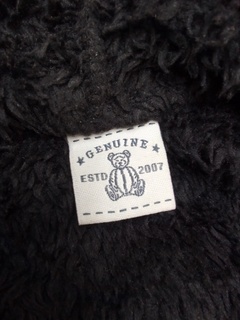 ★ GENUINE ★
ESTD 2007